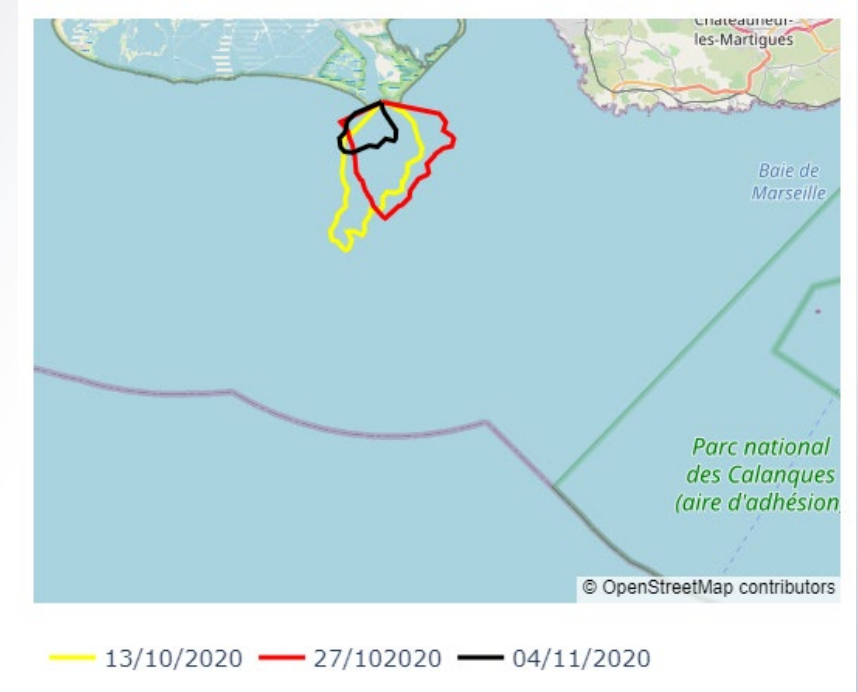 Châteauneuf-
les-Martigues
Baie de
Marseille
Parc national
des Calanques
(aire d'adhésion
© OpenStreetMap contributors
13/10/2020 27/102020 04/11/2020